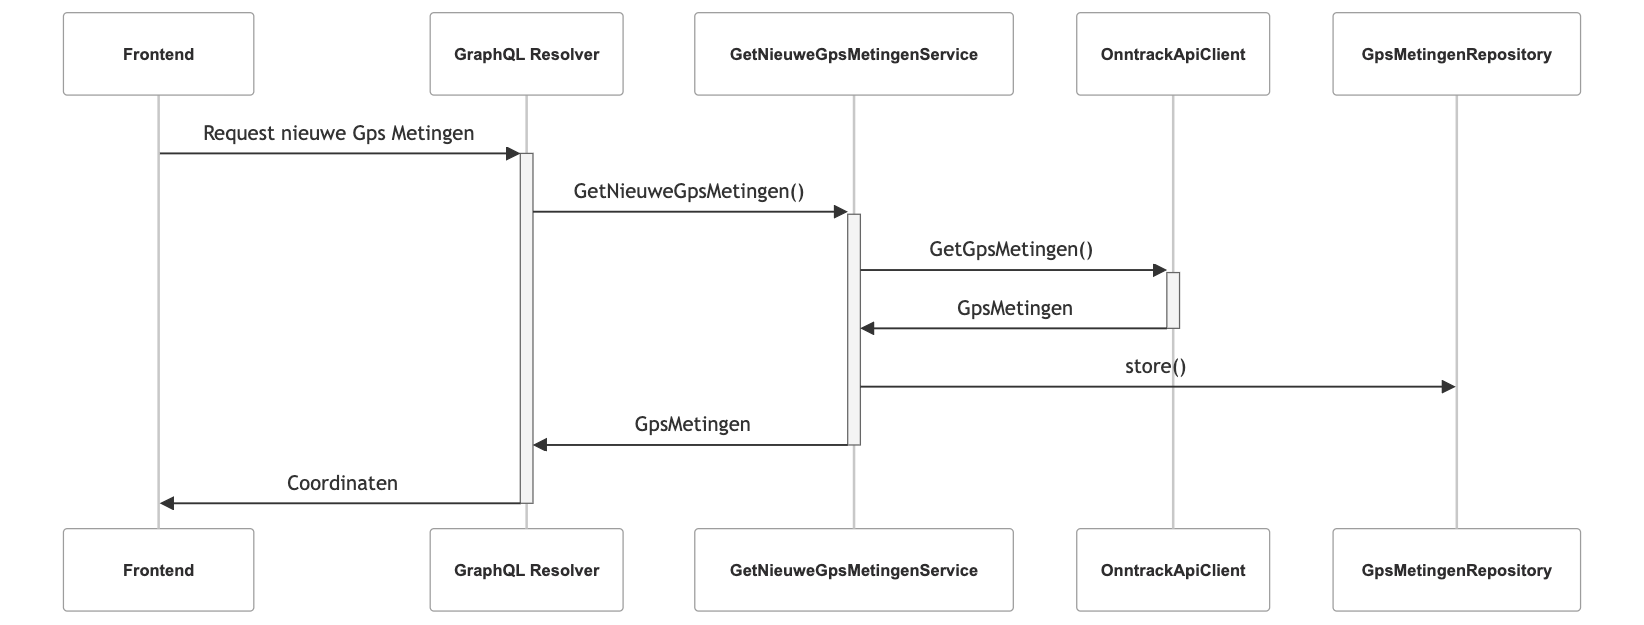 Frontend
GraphQL Resolver
GetNieuweGpsMetingenService
OnntrackApiClient
GpsMetingenRepository
Request nieuwe Gps Metingen
GetNieuweGpsMetingen()
GetGpsMetingen()
GpsMetingen
store()
GpsMetingen
Coordinaten
Frontend
GraphQL Resolver
GetNieuweGpsMetingenService
OnntrackApiClient
GpsMetingenRepository